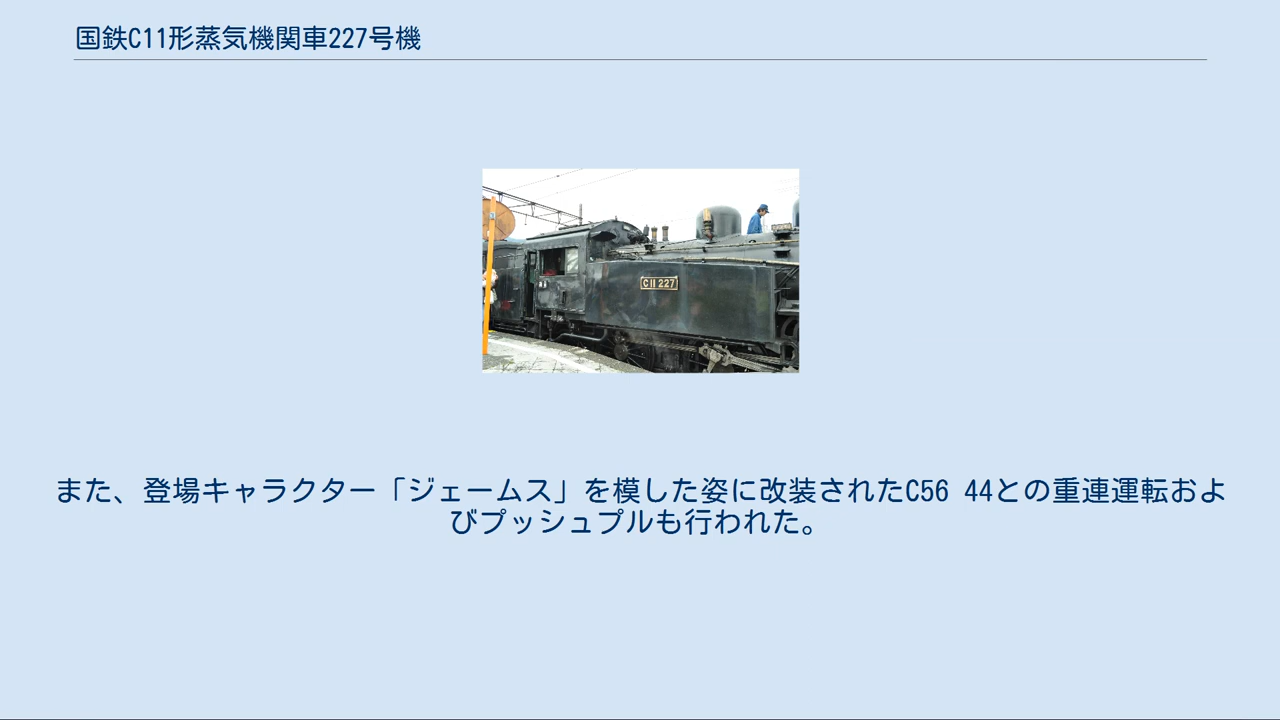 国鉄C11形蒸気機関車227号機
C11 227
また、登場キャラクター「ジェームス」を模した姿に改装されたC56 44との重連運転およ
びプッシュプルも行われた。